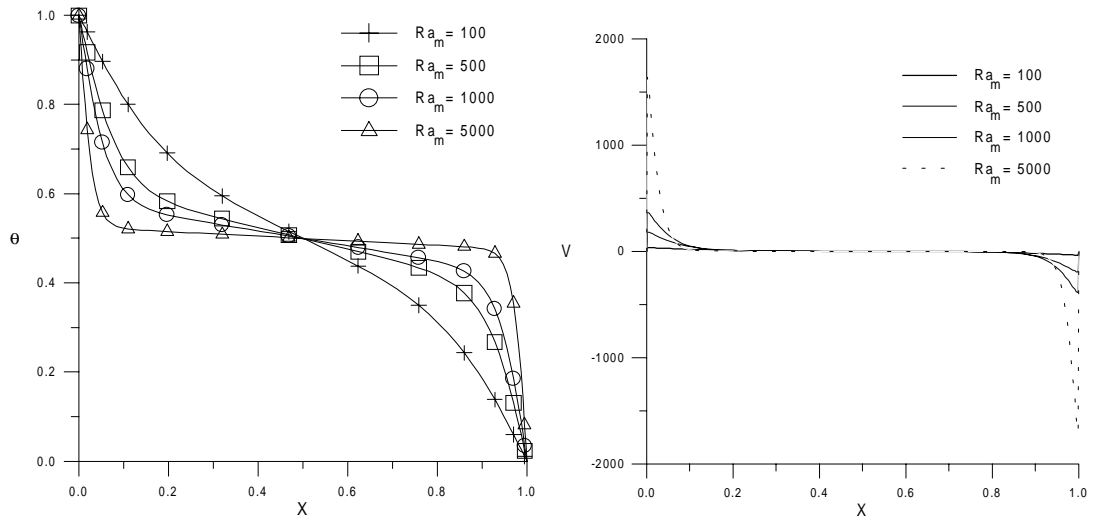 1.0
0.8
0.6
0.4
0.2
0.0
θ
0.0
0.2
0.4
0.6
0.8
1.0
X
Ra_m = 100
Ra_m = 500
Ra_m = 1000
Ra_m = 5000
2000
1000
0
-1000
-2000
V
0.0
0.2
0.4
0.6
0.8
1.0
X
Ra_m = 100
Ra_m = 500
Ra_m = 1000
Ra_m = 5000